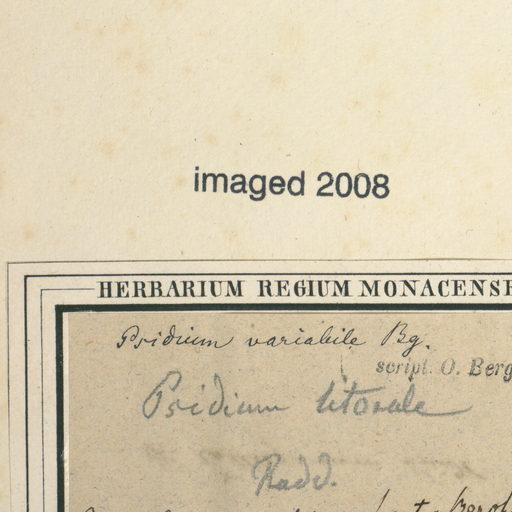 imaged 2008
HERBARIUM REGIUM MONACENSE
Psidium variabile Bg.
script. O. Berg
Psidium litorale
Radd.